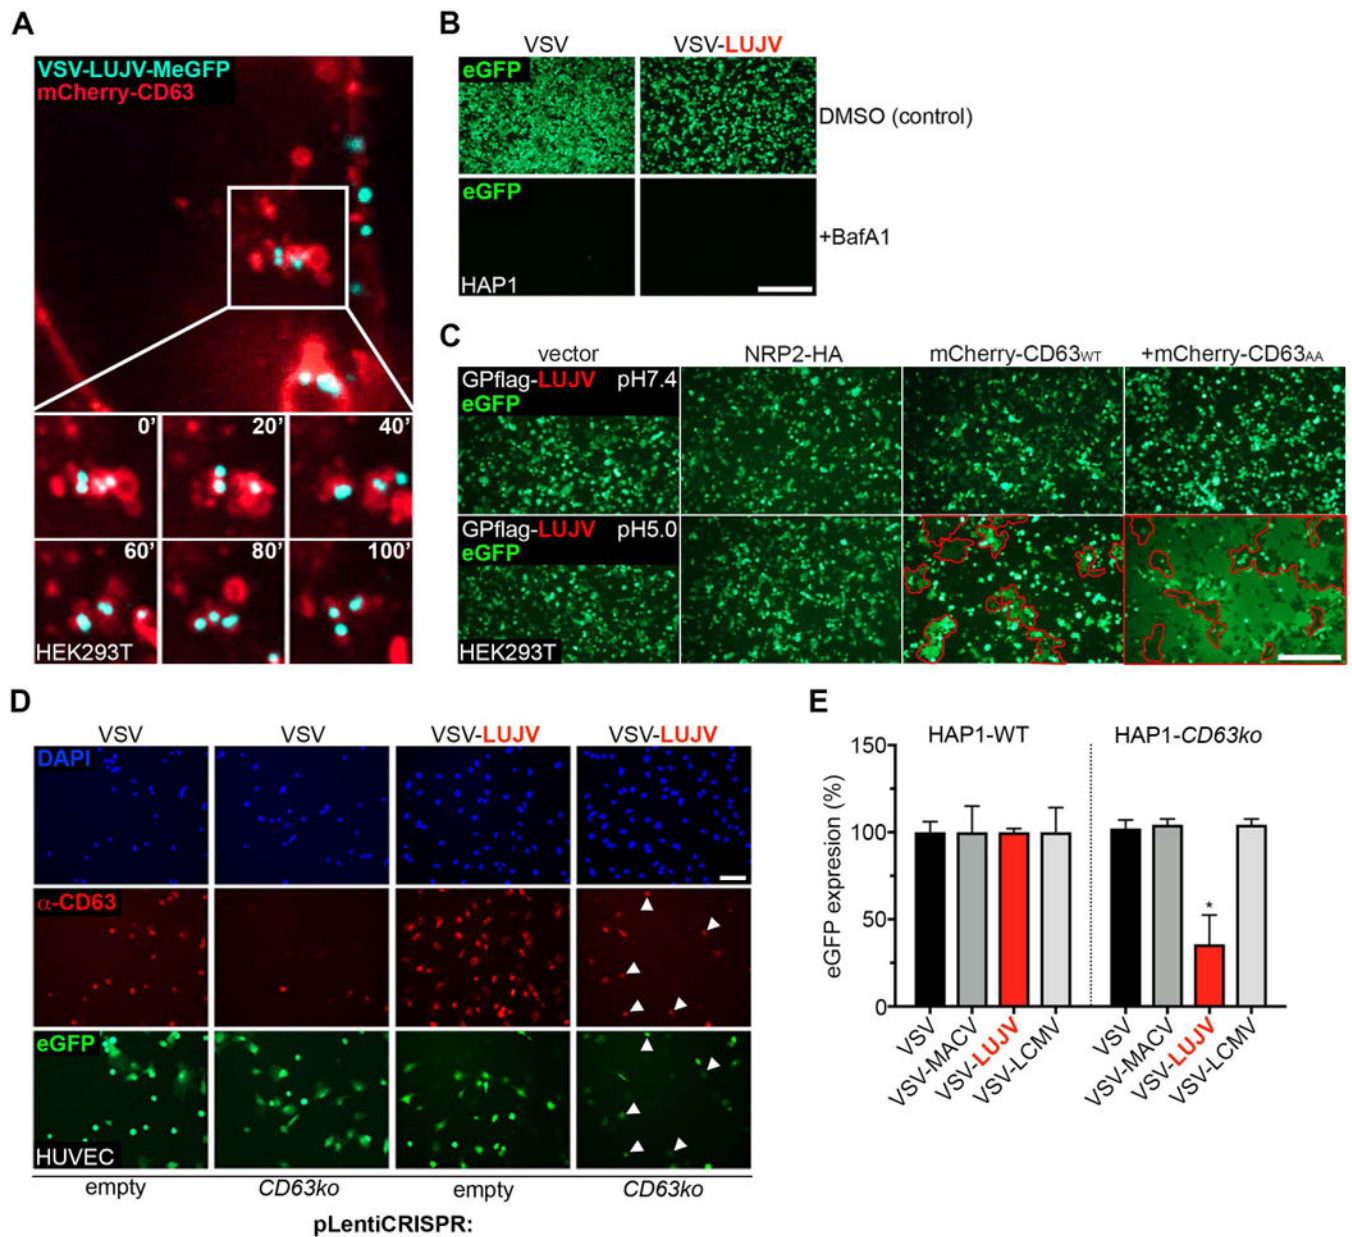 A
VSV-LUJV-MeGFP
mCherry-CD63
0’ 20’ 40’
60’ 80’ 100’
HEK293T
B
VSV VSV-LUJV
eGFP
DMSO (control)
eGFP
+BafA1
HAP1
C
vector NRP2-HA mCherry-CD63WT +mCherry-CD63AA
GPflag-LUJV pH7.4
eGFP
GPflag-LUJV pH5.0
eGFP
HEK293T
D
VSV VSV VSV-LUJV VSV-LUJV
DAPI
α-CD63
eGFP
HUVEC
empty CD63ko empty CD63ko
pLentiCRISPR:
E
HAP1-WT HAP1-CD63ko
eGFP expresion (%)
150
100
50
0
*
VSV VSV-MACV VSV-LUJV VSV-LCMV VSV VSV-MACV VSV-LUJV VSV-LCMV